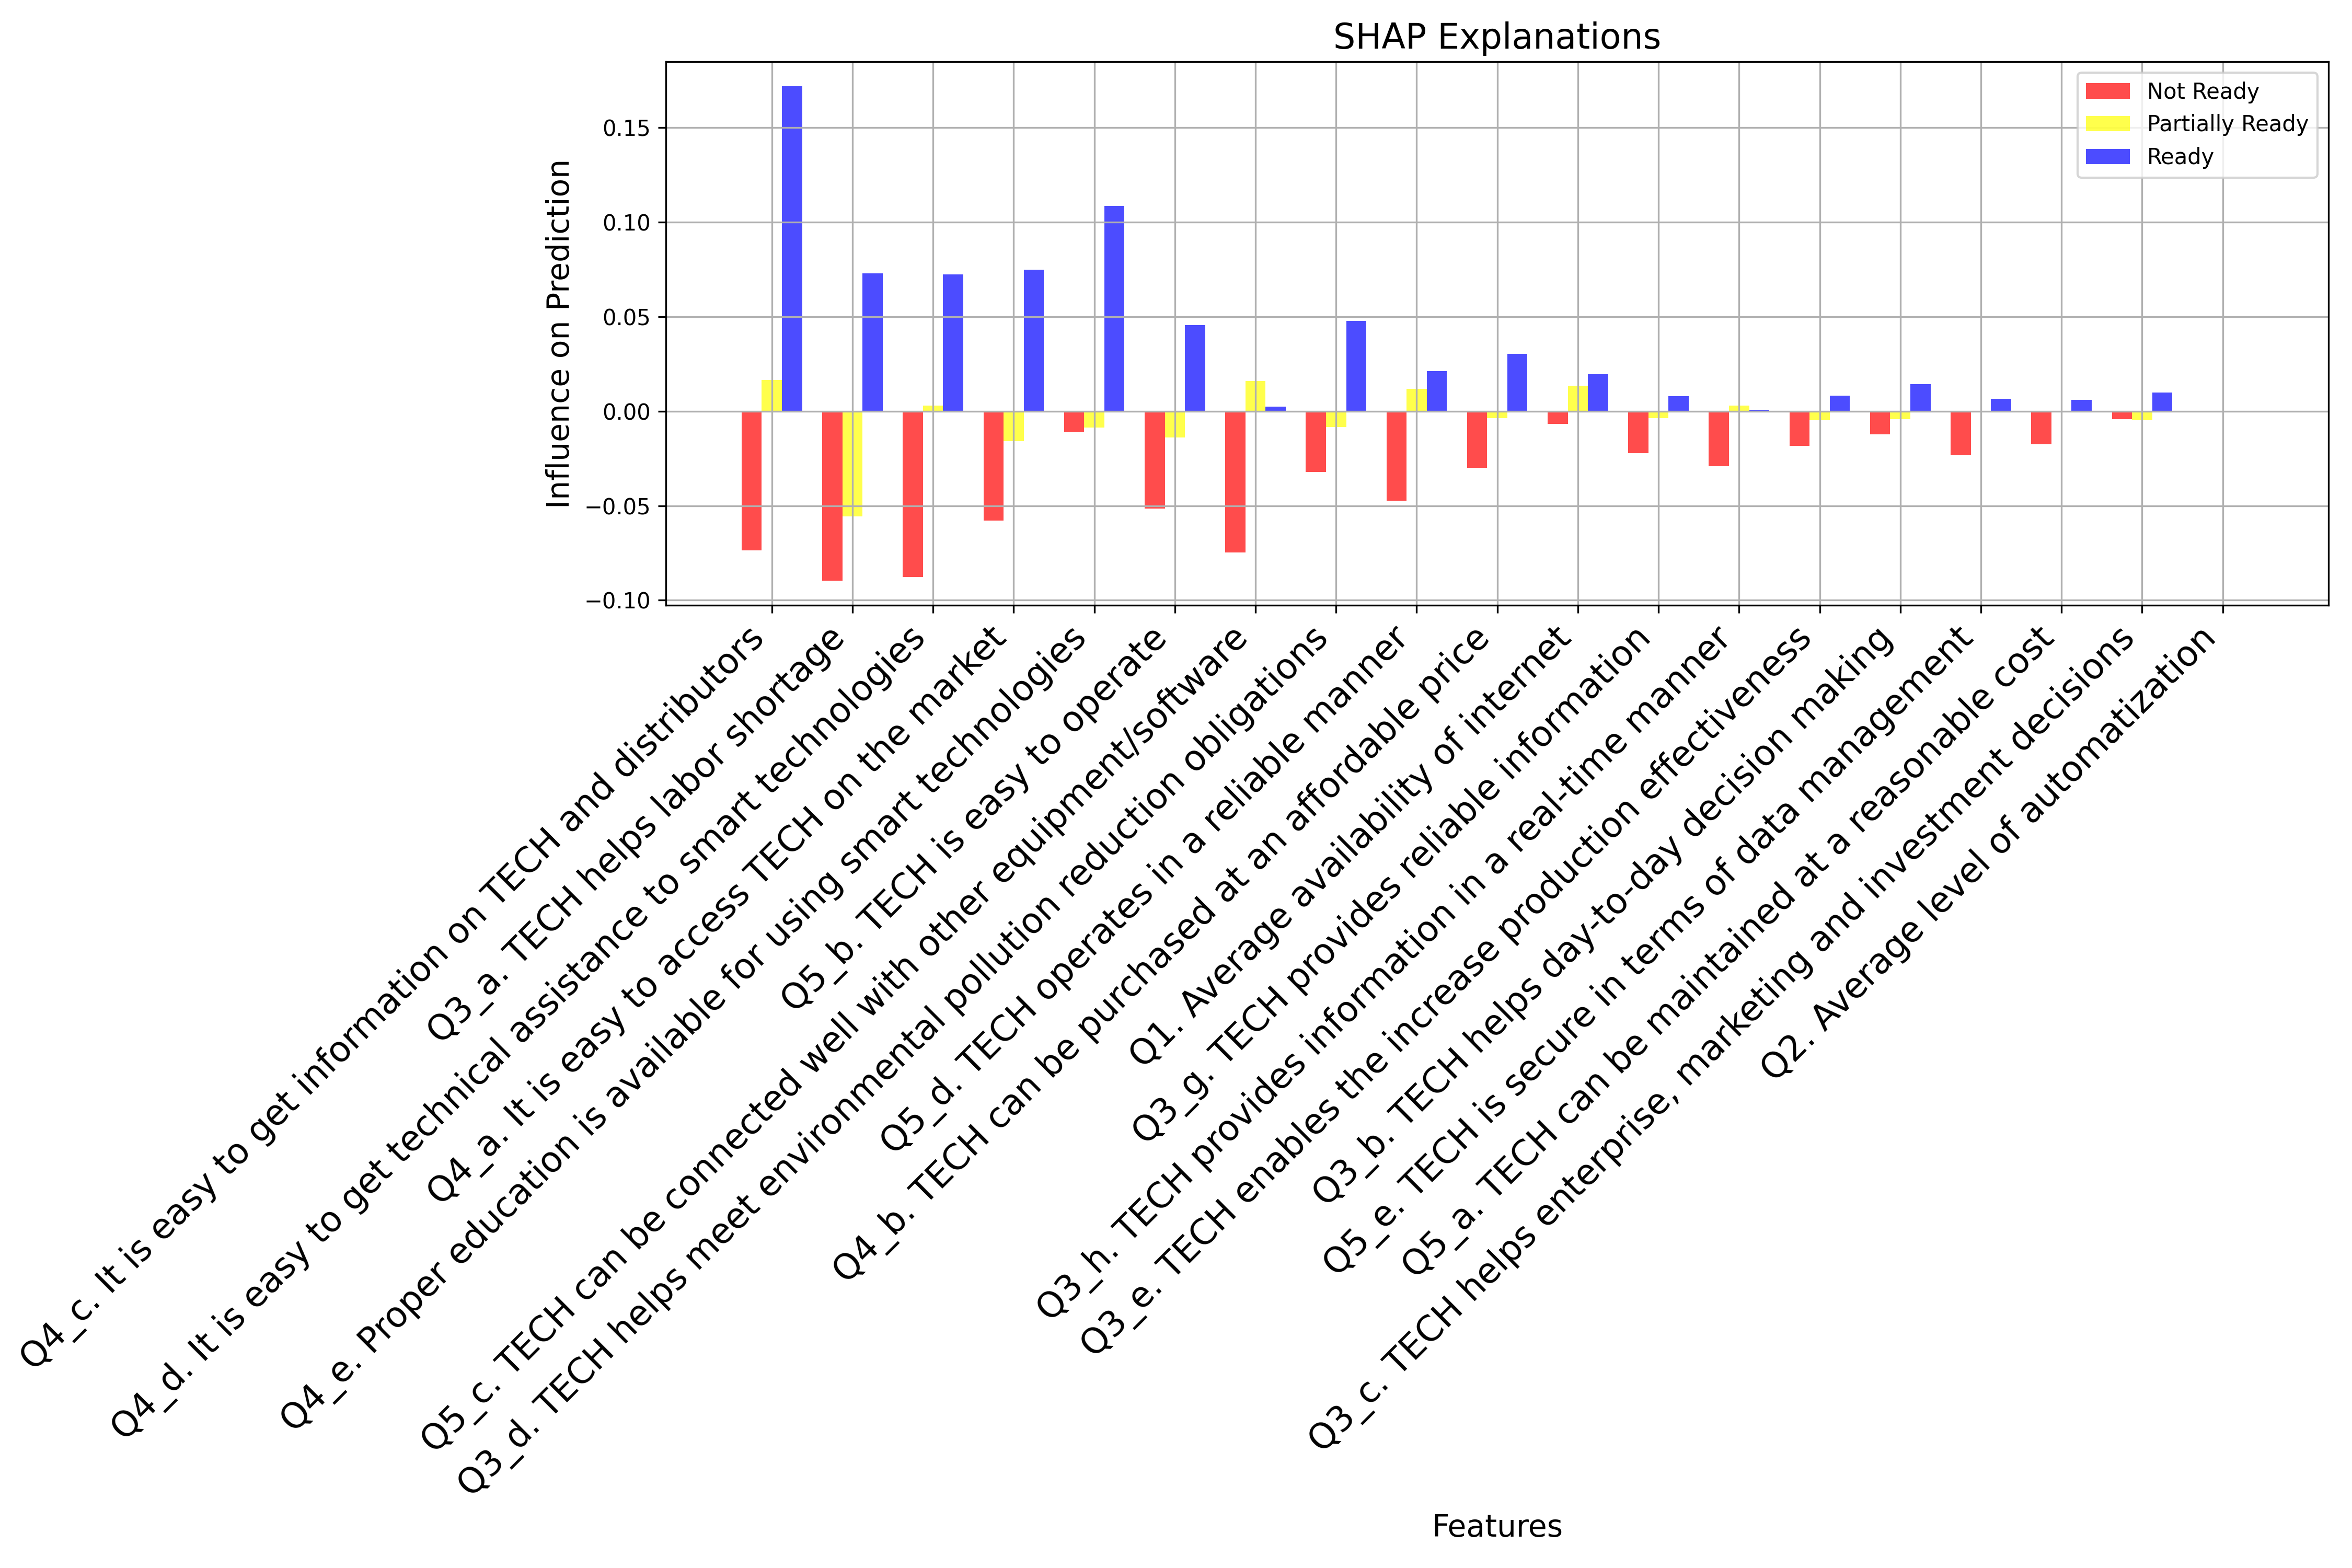 SHAP Explanations
Not Ready
Partially Ready
Ready
Influence on Prediction
0.15
0.10
0.05
0.00
−0.05
−0.10
Q4_c. It is easy to get information on TECH and distributors
Q3_a. TECH helps labor shortage
Q4_d. It is easy to get technical assistance to smart technologies
Q4_a. It is easy to access TECH on the market
Q4_e. Proper education is available for using smart technologies
Q5_b. TECH is easy to operate
Q5_c. TECH can be connected well with other equipment/software
Q3_d. TECH helps meet environmental pollution reduction obligations
Q5_d. TECH operates in a reliable manner
Q4_b. TECH can be purchased at an affordable price
Q1. Average availability of internet
Q3_g. TECH provides reliable information
Q3_h. TECH provides information in a real-time manner
Q3_e. TECH enables the increase production effectiveness
Q3_b. TECH helps day-to-day decision making
Q5_e. TECH is secure in terms of data management
Q5_a. TECH can be maintained at a reasonable cost
Q3_c. TECH helps enterprise, marketing and investment decisions
Q2. Average level of automatization
Features